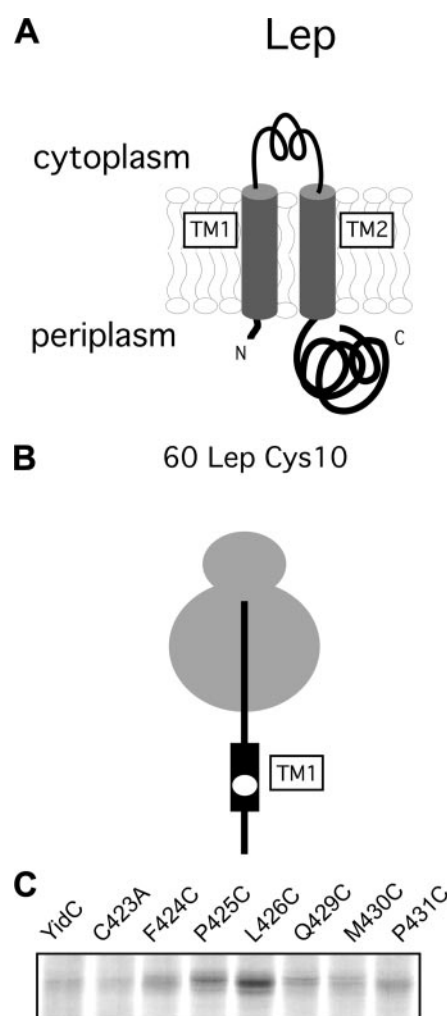 A
Lep
cytoplasm
TM1
TM2
periplasm
N
C
B
60 Lep Cys10
TM1
C
YidC
C423A
F424C
P425C
L426C
Q429C
M430C
P431C